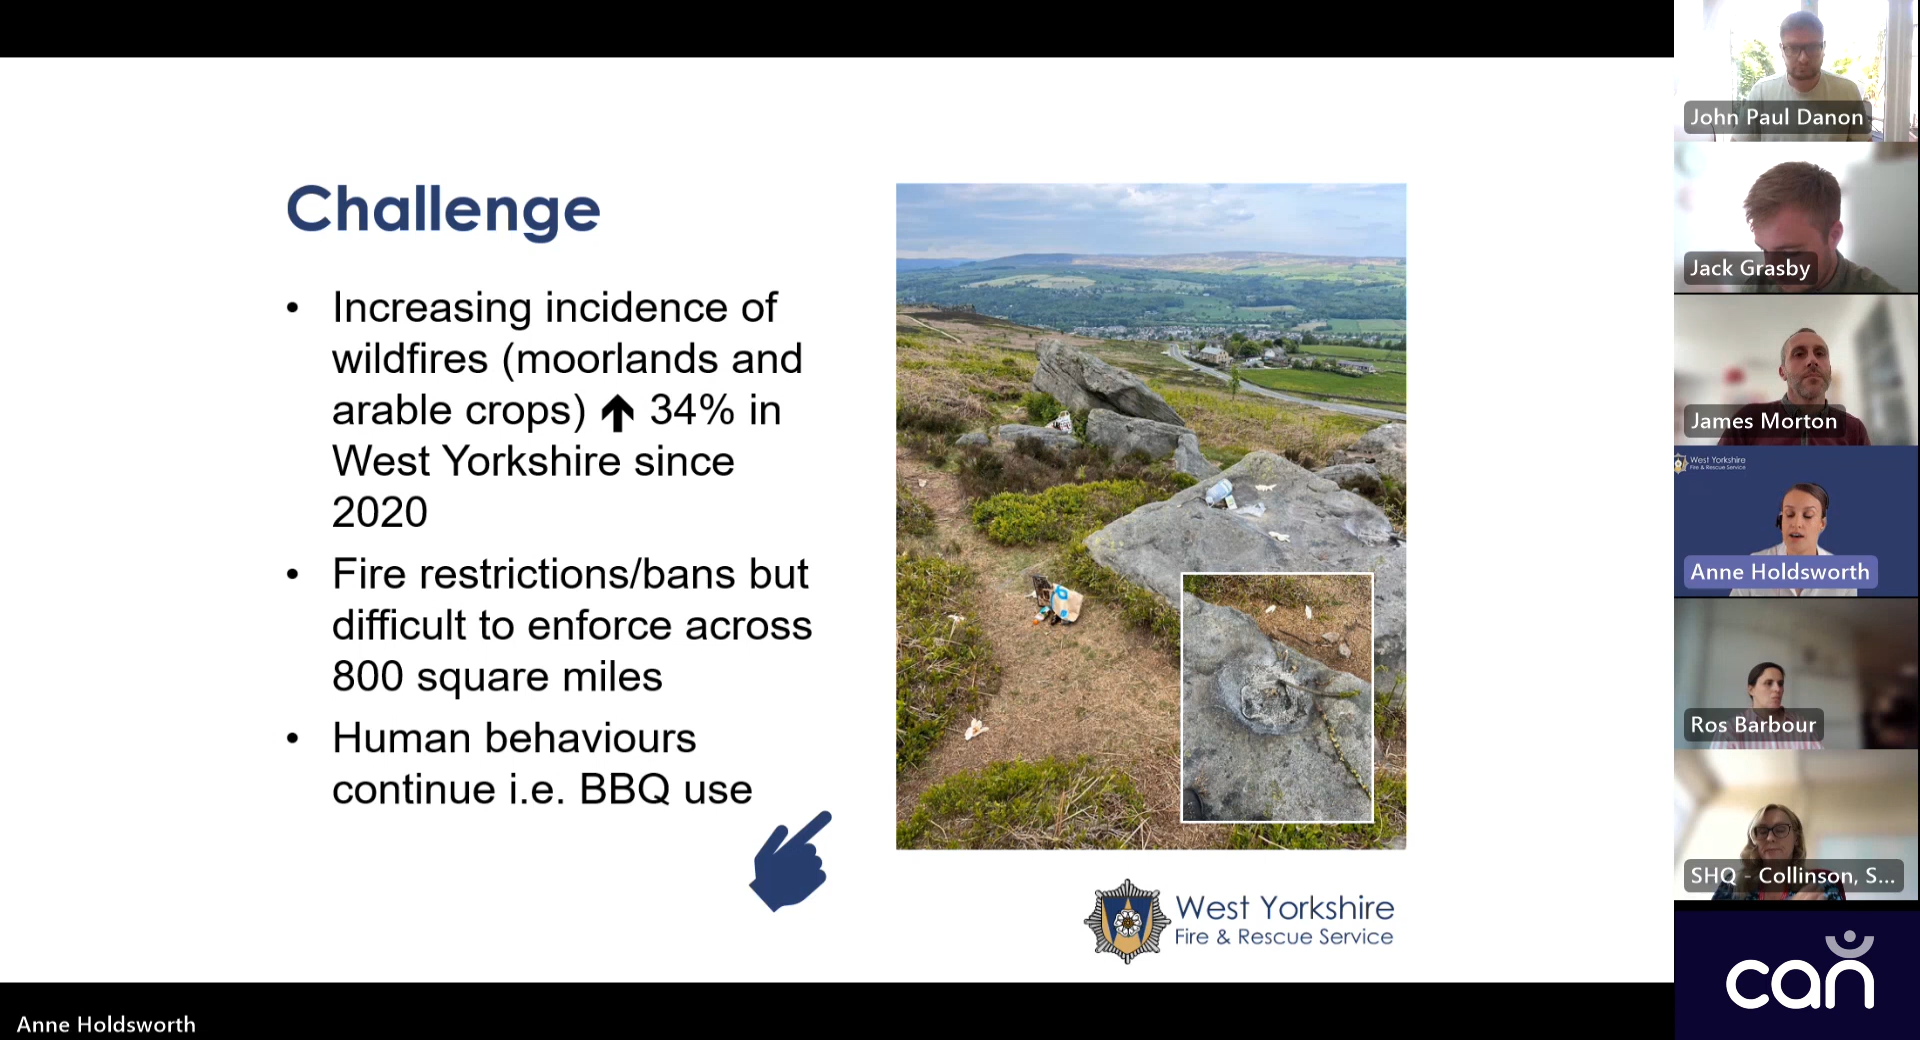 Challenge
• Increasing incidence of
wildfires (moorlands and
arable crops) ↑ 34% in
West Yorkshire since
2020
• Fire restrictions/bans but
difficult to enforce across
800 square miles
• Human behaviours
continue i.e. BBQ use
West Yorkshire
Fire & Rescue Service
Anne Holdsworth
John Paul Danon
Jack Grasby
James Morton
West Yorkshire
Fire & Rescue Service
Anne Holdsworth
Ros Barbour
SHQ - Collinson, S...
can